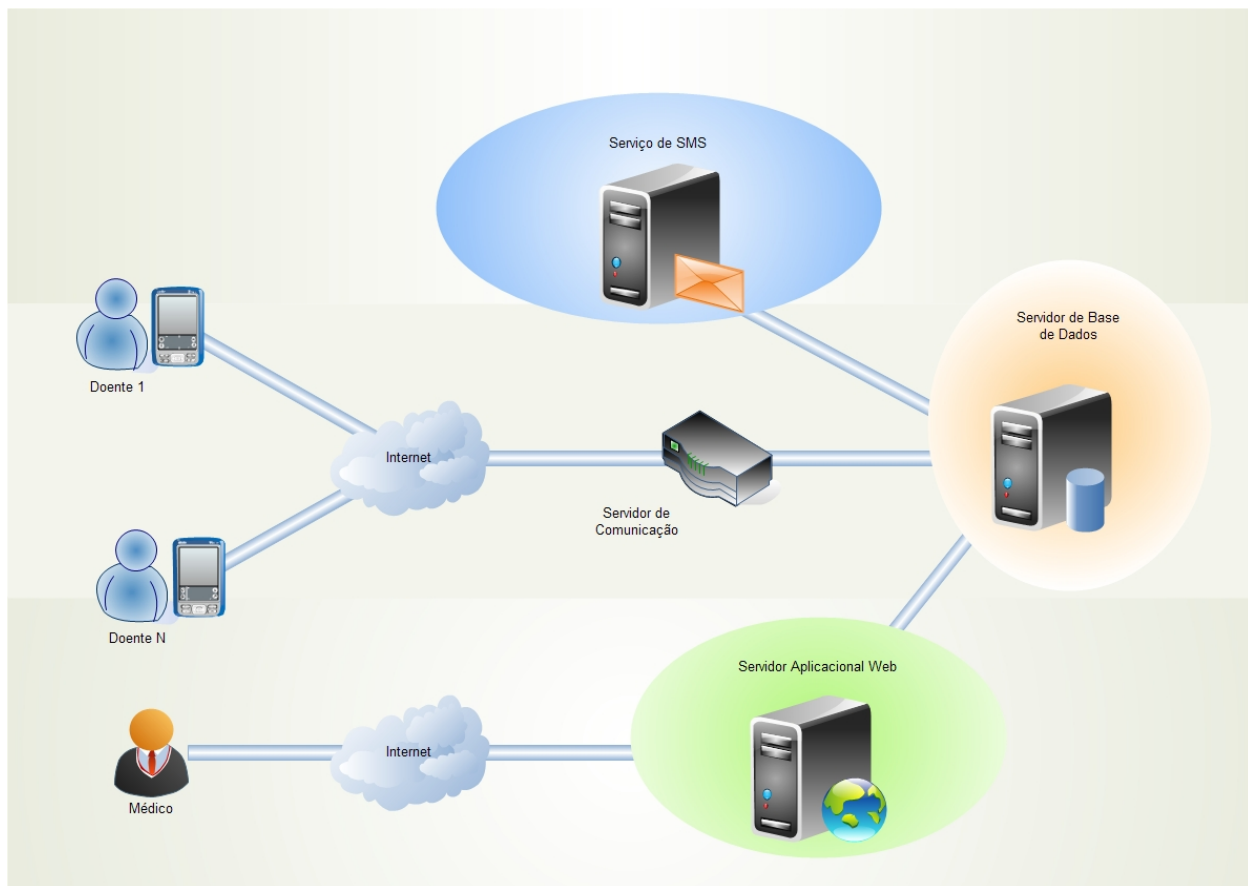 Serviço de SMS
Servidor de Base
de Dados
Doente 1
Internet
Servidor de
Comunicação
Doente N
Servidor Aplicacional Web
Internet
Médico